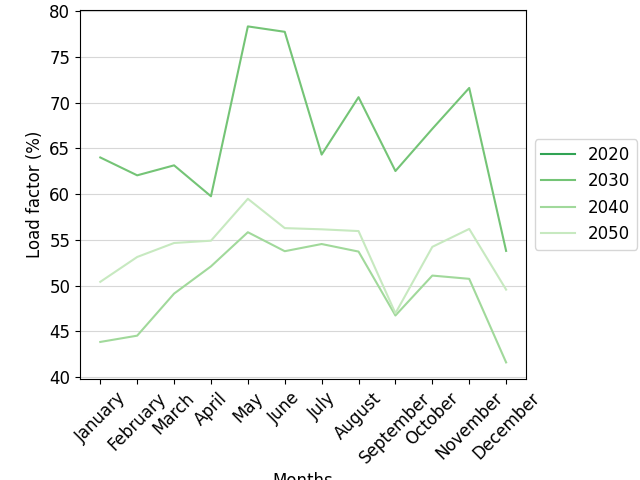 80
75
70
65
60
55
50
45
40
Load factor (%)
January
February
March
April
May
June
July
August
September
October
November
December
Months
2020
2030
2040
2050